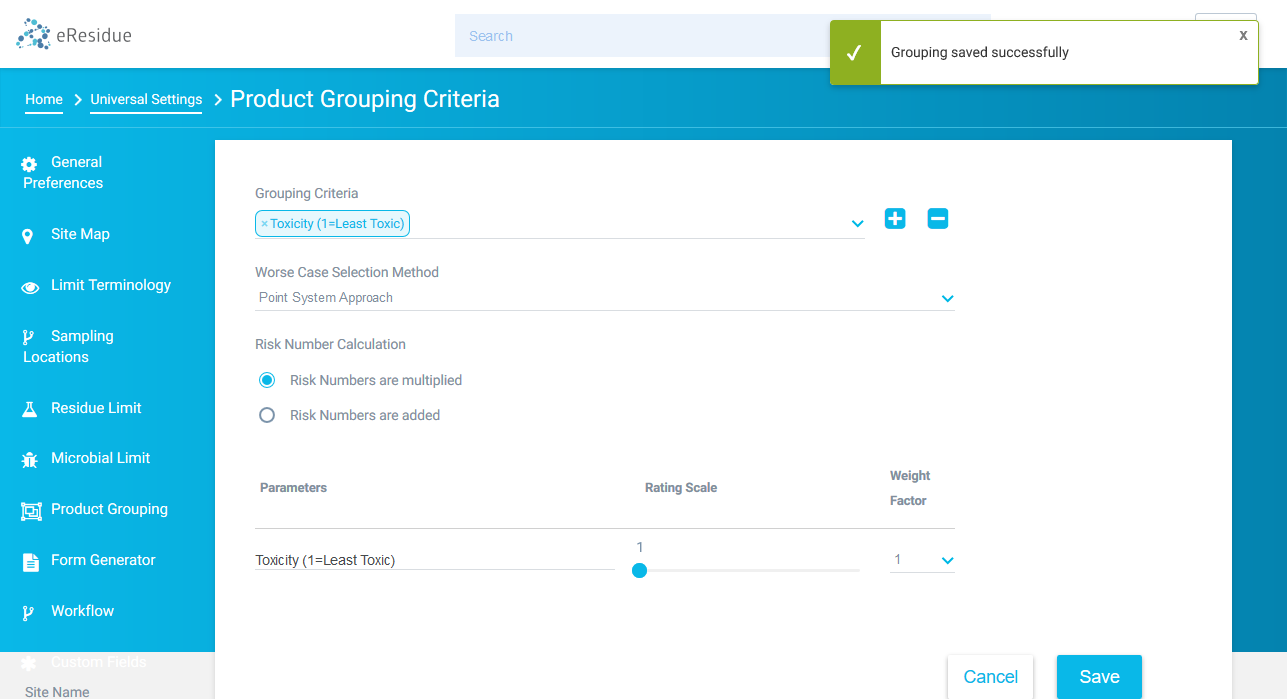 eResidue
Search
Grouping saved successfully
x
Home
Universal Settings
Product Grouping Criteria
General
Preferences
Site Map
Limit Terminology
Sampling
Locations
Residue Limit
Microbial Limit
Product Grouping
Form Generator
Workflow
Custom Fields
Site Name
Grouping Criteria
×Toxicity (1=Least Toxic)
Worse Case Selection Method
Point System Approach
Risk Number Calculation
Risk Numbers are multiplied
Risk Numbers are added
Parameters
Rating Scale
Weight
Factor
Toxicity (1=Least Toxic)
1
1
Cancel
Save